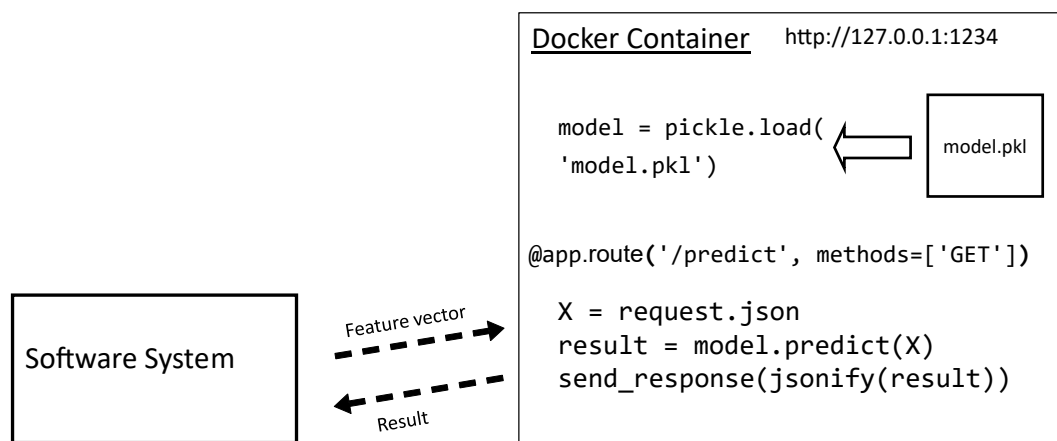 Docker Container http://127.0.0.1:1234
model = pickle.load(
'model.pkl')
model.pkl
@app.route('/predict', methods=['GET'])
X = request.json
result = model.predict(X)
send_response(jsonify(result))
Software System
Feature vector
Result